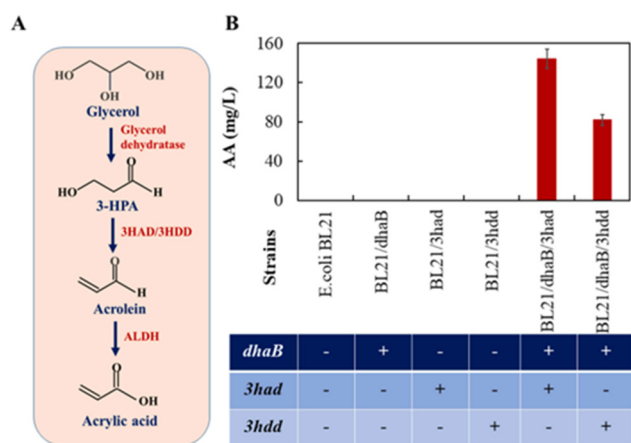 A
HO
OH
OH
Glycerol
Glycerol
dehydratase
O
HO
H
3-HPA
3HAD/3HDD
O
H
Acrolein
ALDH
O
OH
Acrylic acid
B
AA (mg/L)
160
120
80
40
0
Strains
E.coli BL21
BL21/dhaB
BL21/3had
BL21/3hdd
BL21/dhaB/3had
BL21/dhaB/3hdd
dhaB - + - - + +
3had - - + - + -
3hdd - - - + - +